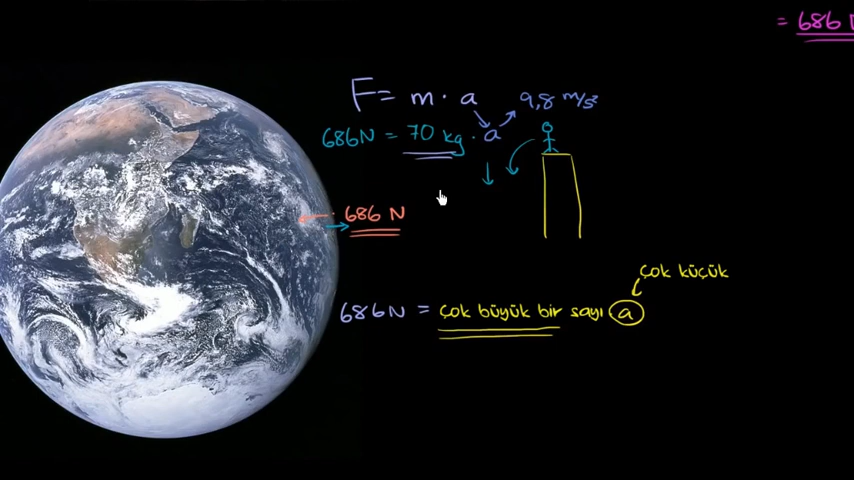 = 686
F = m · a
9,8 m/s²
686N = 70 kg · a
686 N
çok küçük
686N = çok büyük bir sayı · a